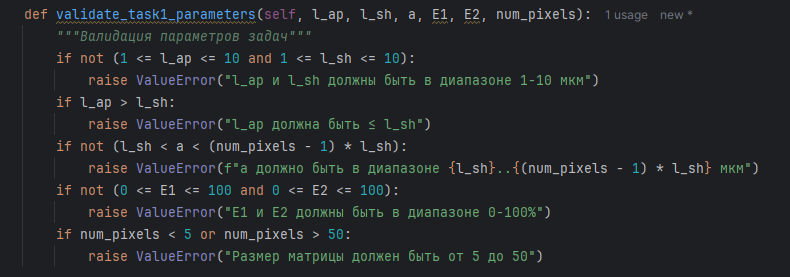 def validate_task1_parameters(self, l_ap, l_sh, a, E1, E2, num_pixels): 1 usage new *
"""Валидация параметров задач"""
if not (1 <= l_ap <= 10 and 1 <= l_sh <= 10):
raise ValueError("l_ap и l_sh должны быть в диапазоне 1-10 мкм")
if l_ap > l_sh:
raise ValueError("l_ap должна быть ≤ l_sh")
if not (l_sh < a < (num_pixels - 1) * l_sh):
raise ValueError(f"a должно быть в диапазоне {l_sh}..{(num_pixels - 1) * l_sh} мкм")
if not (0 <= E1 <= 100 and 0 <= E2 <= 100):
raise ValueError("E1 и E2 должны быть в диапазоне 0-100%")
if num_pixels < 5 or num_pixels > 50:
raise ValueError("Размер матрицы должен быть от 5 до 50")